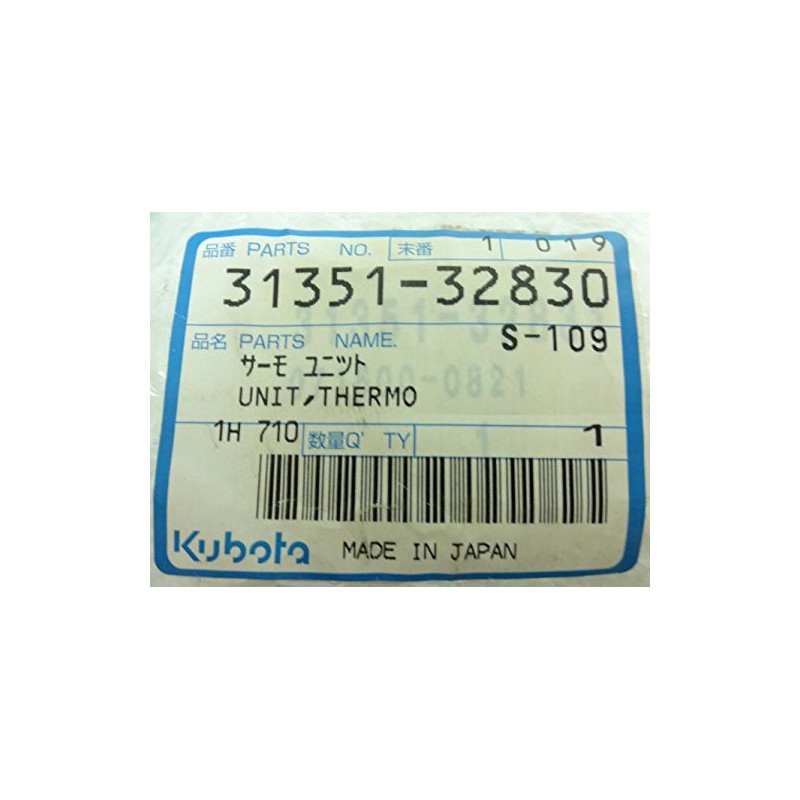 品番 PARTS NO. 末番 1 019
31351-32830
品名 PARTS NAME. S-109
サーモ ユニツト
UNIT,THERMO
1H 710 数量Q' TY 1
Kubota MADE IN JAPAN